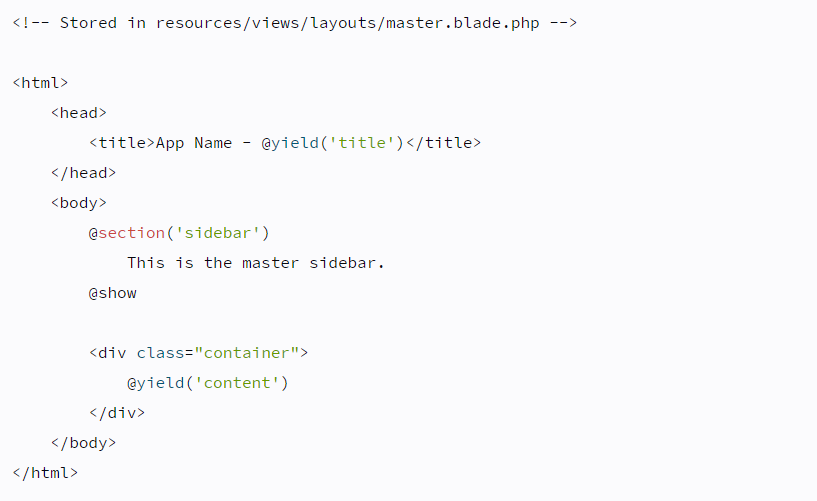 <!-- Stored in resources/views/layouts/master.blade.php -->
<html>
<head>
<title>App Name - @yield('title')</title>
</head>
<body>
@section('sidebar')
This is the master sidebar.
@show
<div class="container">
@yield('content')
</div>
</body>
</html>